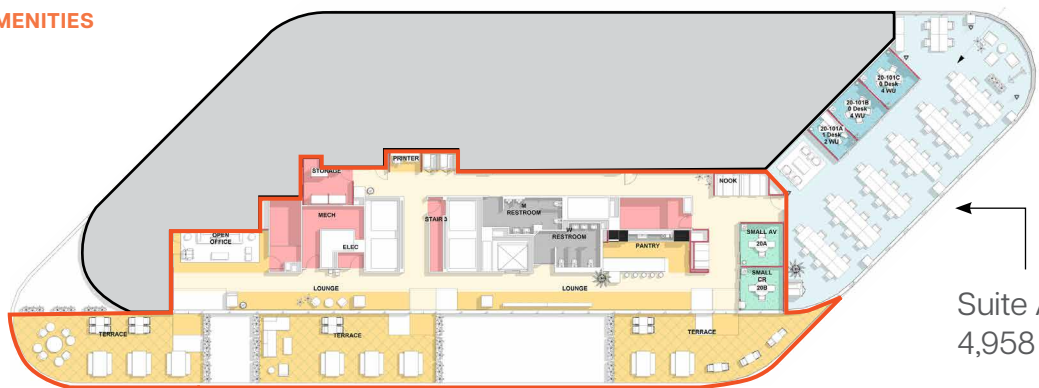 MENITIES
20-101C
0 Desk
4 WU
20-101B
0 Desk
4 WU
20-101A
1 Desk
2 WU
PRINTER
STORAGE
NOOK
MECH
STAIR 3
M
RESTROOM
W
RESTROOM
OPEN
OFFICE
ELEC
PANTRY
SMALL AV
20A
SMALL
CR
20B
LOUNGE
LOUNGE
TERRACE
TERRACE
TERRACE
Suite
4,958